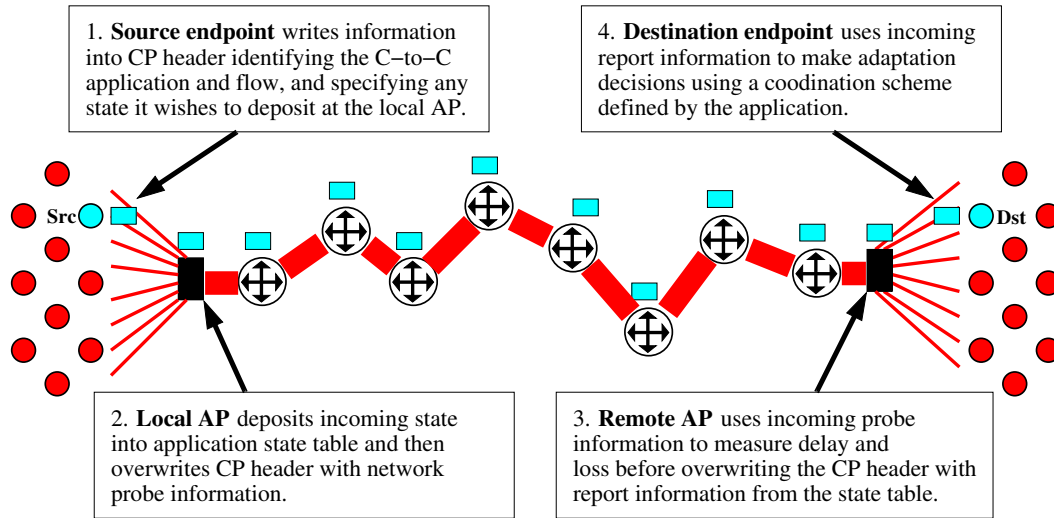 1. Source endpoint writes information
into CP header identifying the C−to−C
application and flow, and specifying any
state it wishes to deposit at the local AP.
4. Destination endpoint uses incoming
report information to make adaptation
decisions using a coodination scheme
defined by the application.
Src
Dst
2. Local AP deposits incoming state
into application state table and then
overwrites CP header with network
probe information.
3. Remote AP uses incoming probe
information to measure delay and
loss before overwriting the CP header with
report information from the state table.